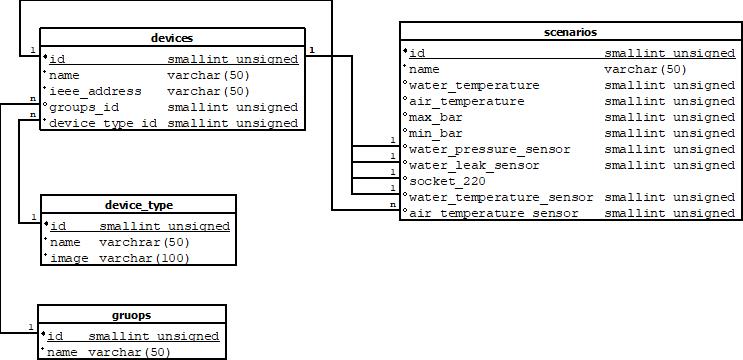 devices
id smallint unsigned
name varchar(50)
ieee_address varchar(50)
groups_id smallint unsigned
device_type_id smallint unsigned
1
n
n
1
scenarios
id smallint unsigned
name varchar(50)
water_temperature smallint unsigned
air_temperature smallint unsigned
max_bar smallint unsigned
min_bar smallint unsigned
water_pressure_sensor smallint unsigned
water_leak_sensor smallint unsigned
socket_220
water_temperature_sensor smallint unsigned
air_temperature_sensor smallint unsigned
1
1
1
1
n
device_type
1
id smallint unsigned
name varchrar(50)
image varchar(100)
gruops
1
id smallint unsigned
name varchar(50)